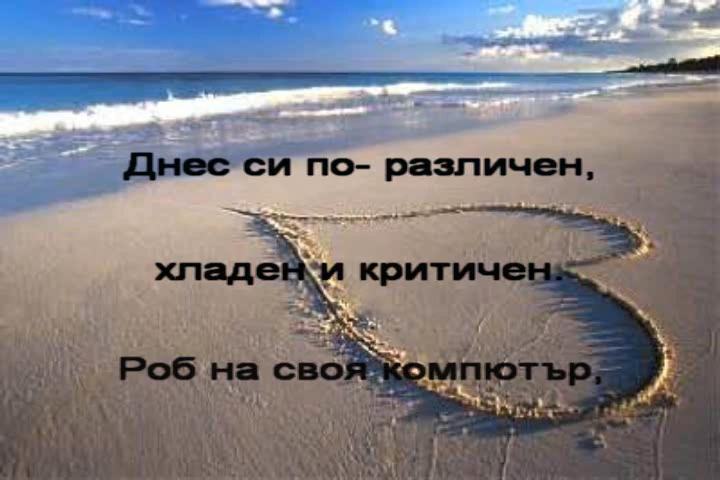 Днес си по- различен,
хладен и критичен.
Роб на своя компютър,